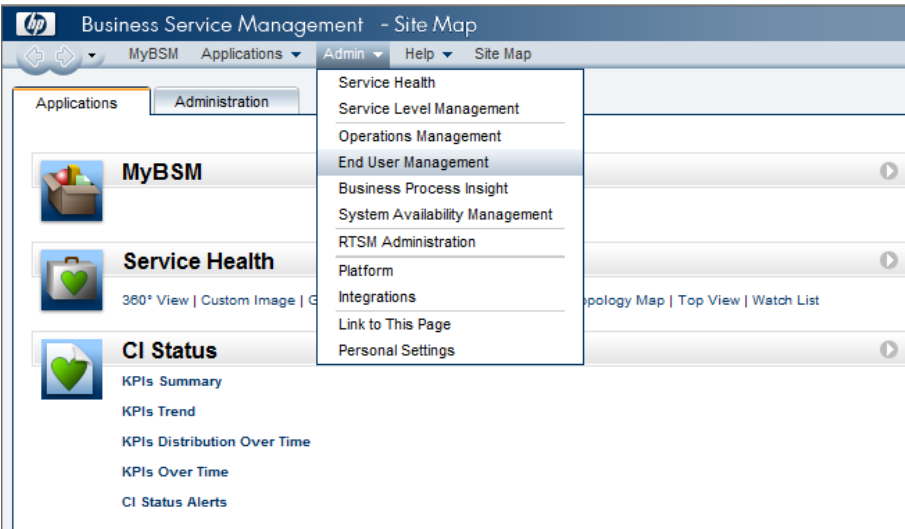 hp Business Service Management - Site Map
MyBSM Applications Admin Help Site Map
Applications Administration
Service Health
Service Level Management
Operations Management
End User Management
Business Process Insight
System Availability Management
RTSM Administration
Platform
Integrations
Link to This Page
Personal Settings
MyBSM
Service Health
360° View | Custom Image | Map | Top View | Watch List
CI Status
KPIs Summary
KPIs Trend
KPIs Distribution Over Time
KPIs Over Time
CI Status Alerts